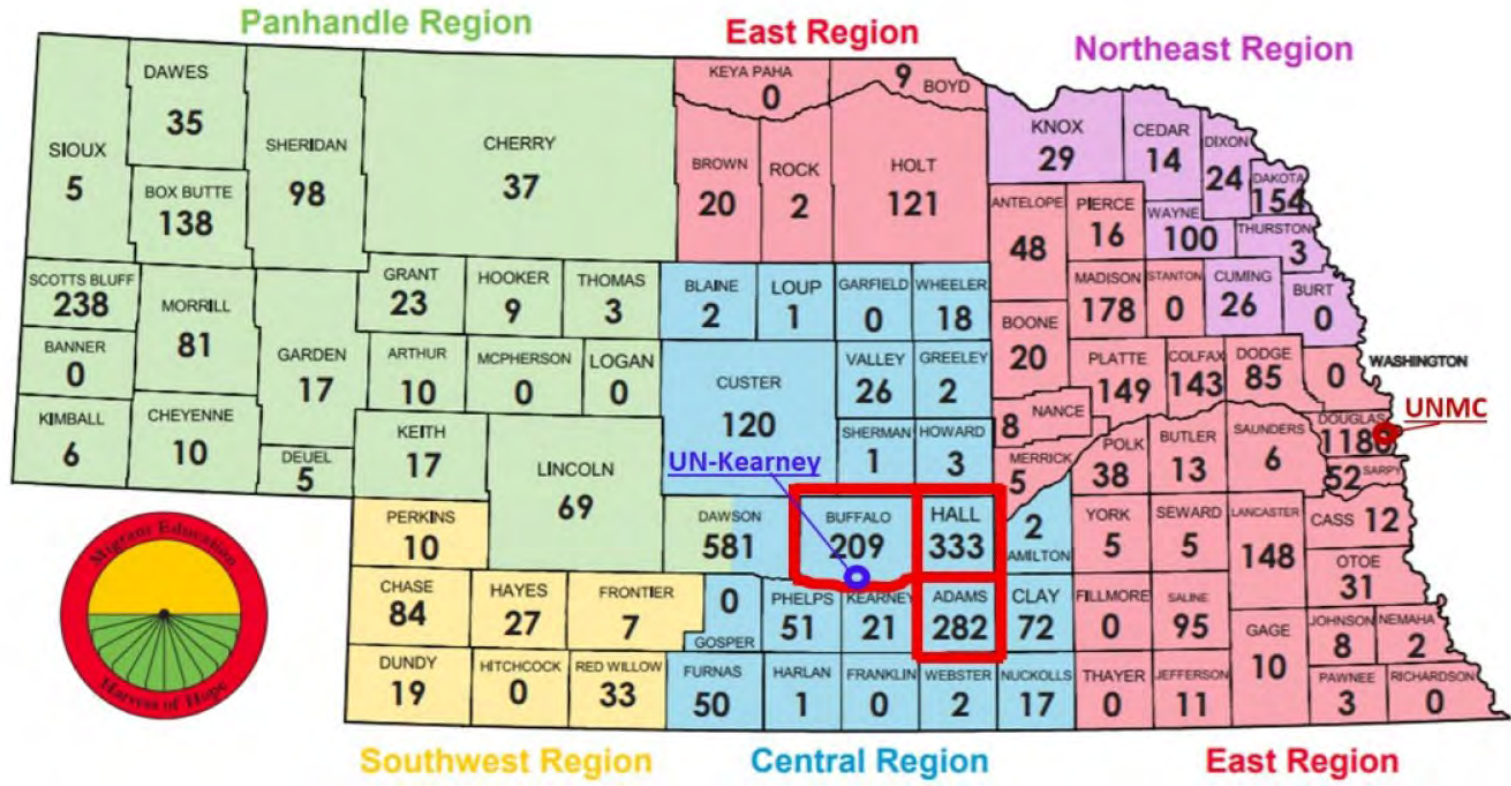 Panhandle Region
East Region
Northeast Region
DAWES
35
SIOUX
5
BOX BUTTE
138
SHERIDAN
98
CHERRY
37
KEYA PAHA
0
9 BOYD
BROWN
20
ROCK
2
HOLT
121
KNOX
29
CEDAR
14
DIXON
24
DAKOTA
154
ANTELOPE
48
PIERCE
16
WAYNE
100
THURSTON
3
SCOTTS BLUFF
238
MORRILL
81
GRANT
23
HOOKER
9
THOMAS
3
BLAINE
2
LOUP
1
GARFIELD
0
WHEELER
18
MADISON
178
STANTON
0
CUMING
26
BURT
0
BANNER
0
GARDEN
17
ARTHUR
10
MCPHERSON
0
LOGAN
0
CUSTER
120
VALLEY
26
GREELEY
2
BOONE
20
PLATTE
149
COLFAX
143
DODGE
85
0
WASHINGTON
KIMBALL
6
CHEYENNE
10
DEUEL
5
KEITH
17
LINCOLN
69
SHERMAN
1
HOWARD
3
8 NANCE
MERRICK
5
POLK
38
BUTLER
13
SAUNDERS
6
DOUGLAS
1180
UNMC
52 SARPY
UN-Kearney
PERKINS
10
DAWSON
581
BUFFALO
209
HALL
333
2
AMILTON
YORK
5
SEWARD
5
LANCASTER
148
CASS 12
OTOE
31
Migrant Education
Harvest of Hope
CHASE
84
HAYES
27
FRONTIER
7
0
GOSPER
PHELPS
51
KEARNEY
21
ADAMS
282
CLAY
72
FILLMORE
0
SALINE
95
GAGE
10
JOHNSON
8
NEMAHA
2
DUNDY
19
HITCHCOCK
0
RED WILLOW
33
FURNAS
50
HARLAN
1
FRANKLIN
0
WEBSTER
2
NUCKOLLS
17
THAYER
0
JEFFERSON
11
PAWNEE
3
RICHARDSON
0
Southwest Region
Central Region
East Region